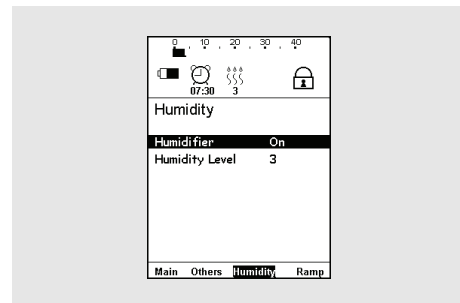 0 10 20 30 40
07:30 3
Humidity
Humidifier On
Humidity Level 3
Main Others Humidity Ramp